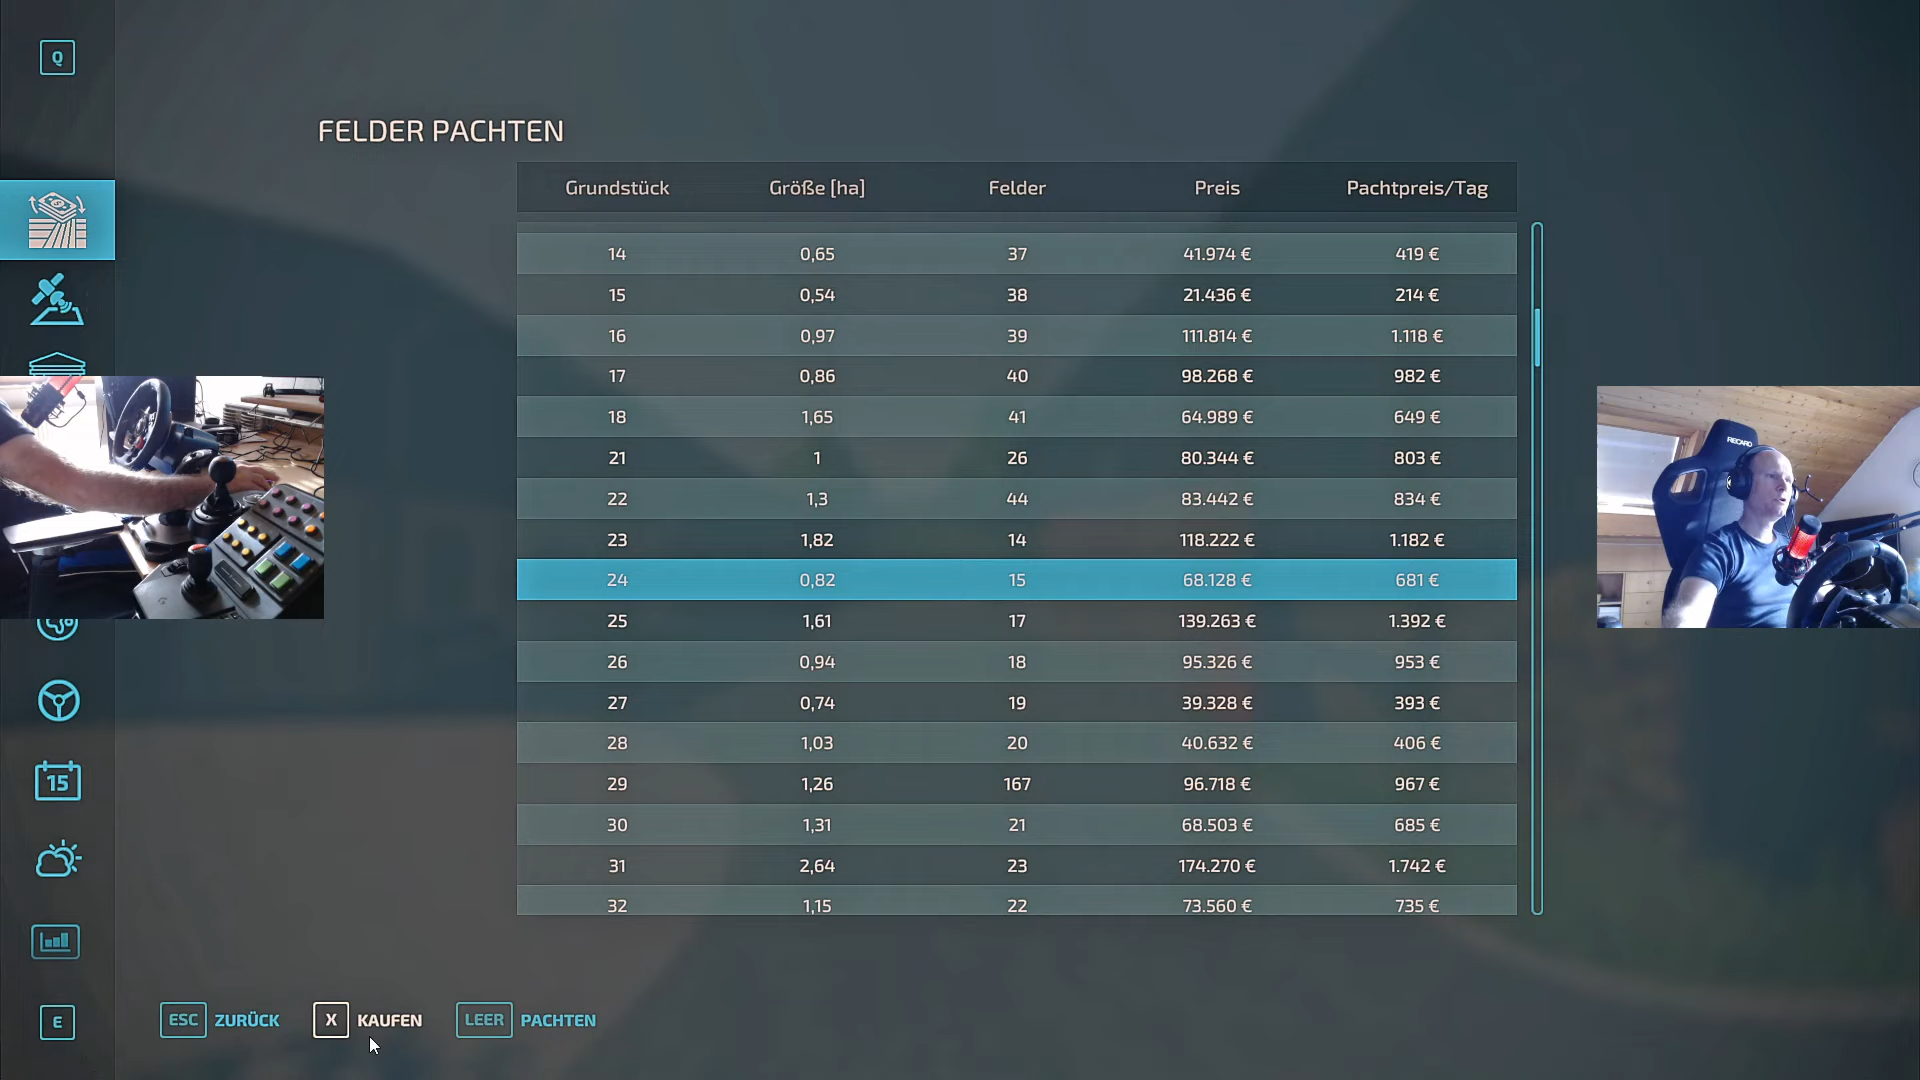 Q
FELDER PACHTEN
Grundstück Größe [ha] Felder Preis Pachtpreis/Tag
14 0,65 37 41.974 € 419 €
15 0,54 38 21.436 € 214 €
16 0,97 39 111.814 € 1.118 €
17 0,86 40 98.268 € 982 €
18 1,65 41 64.989 € 649 €
21 1 26 80.344 € 803 €
22 1,3 44 83.442 € 834 €
23 1,82 14 118.222 € 1.182 €
24 0,82 15 68.128 € 681 €
25 1,61 17 139.263 € 1.392 €
26 0,94 18 95.326 € 953 €
27 0,74 19 39.328 € 393 €
28 1,03 20 40.632 € 406 €
29 1,26 167 96.718 € 967 €
30 1,31 21 68.503 € 685 €
31 2,64 23 174.270 € 1.742 €
32 1,15 22 73.560 € 735 €
RECARO
15
E
ESC ZURÜCK X KAUFEN LEER PACHTEN